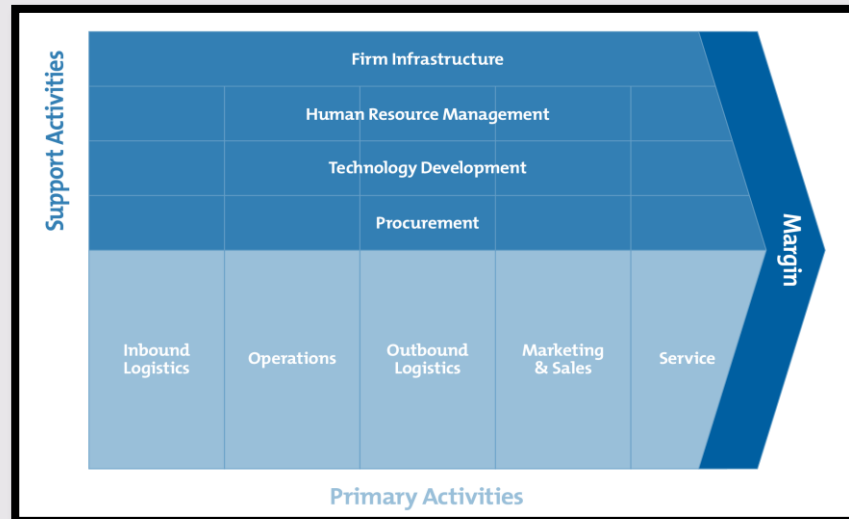 Support Activities
Firm Infrastructure
Human Resource Management
Technology Development
Procurement
Margin
Inbound
Logistics
Operations
Outbound
Logistics
Marketing
& Sales
Service
Primary Activities